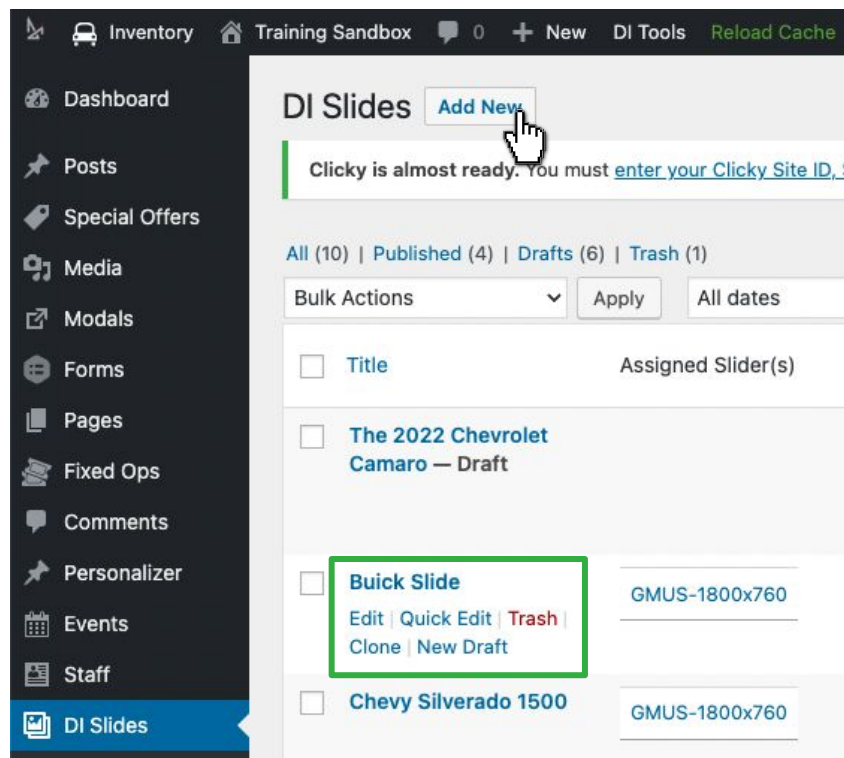 Inventory Training Sandbox 0 + New DI Tools Reload Cache
Dashboard
Posts
Special Offers
Media
Modals
Forms
Pages
Fixed Ops
Comments
Personalizer
Events
Staff
DI Slides
DI Slides Add New
Clicky is almost ready. You must enter your Clicky Site ID,
All (10) | Published (4) | Drafts (6) | Trash (1)
Bulk Actions Apply All dates
Title Assigned Slider(s)
The 2022 Chevrolet
Camaro — Draft
Buick Slide GMUS-1800x760
Edit | Quick Edit | Trash |
Clone | New Draft
Chevy Silverado 1500 GMUS-1800x760